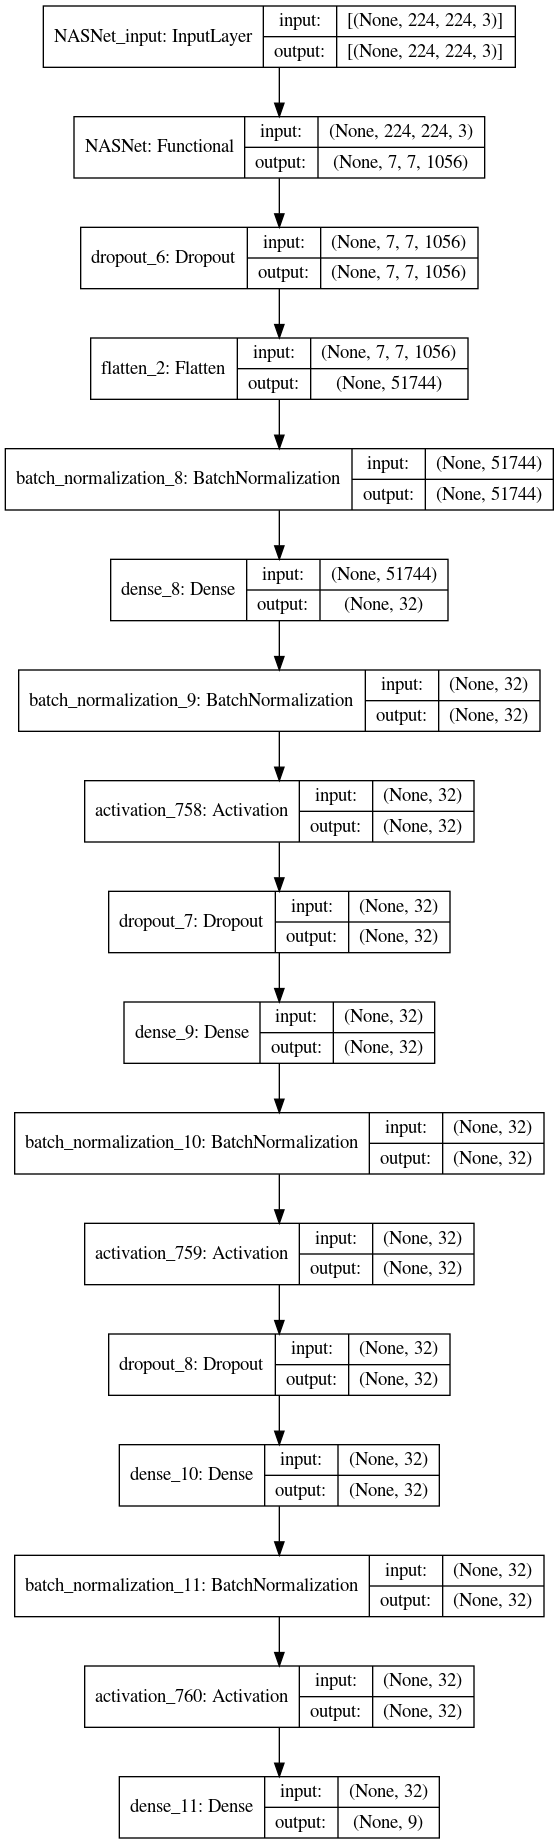 NASNet_input: InputLayer
input:
[(None, 224, 224, 3)]
output:
[(None, 224, 224, 3)]
NASNet: Functional
input:
(None, 224, 224, 3)
output:
(None, 7, 7, 1056)
dropout_6: Dropout
input:
(None, 7, 7, 1056)
output:
(None, 7, 7, 1056)
flatten_2: Flatten
input:
(None, 7, 7, 1056)
output:
(None, 51744)
batch_normalization_8: BatchNormalization
input:
(None, 51744)
output:
(None, 51744)
dense_8: Dense
input:
(None, 51744)
output:
(None, 32)
batch_normalization_9: BatchNormalization
input:
(None, 32)
output:
(None, 32)
activation_758: Activation
input:
(None, 32)
output:
(None, 32)
dropout_7: Dropout
input:
(None, 32)
output:
(None, 32)
dense_9: Dense
input:
(None, 32)
output:
(None, 32)
batch_normalization_10: BatchNormalization
input:
(None, 32)
output:
(None, 32)
activation_759: Activation
input:
(None, 32)
output:
(None, 32)
dropout_8: Dropout
input:
(None, 32)
output:
(None, 32)
dense_10: Dense
input:
(None, 32)
output:
(None, 32)
batch_normalization_11: BatchNormalization
input:
(None, 32)
output:
(None, 32)
activation_760: Activation
input:
(None, 32)
output:
(None, 32)
dense_11: Dense
input:
(None, 32)
output:
(None, 9)